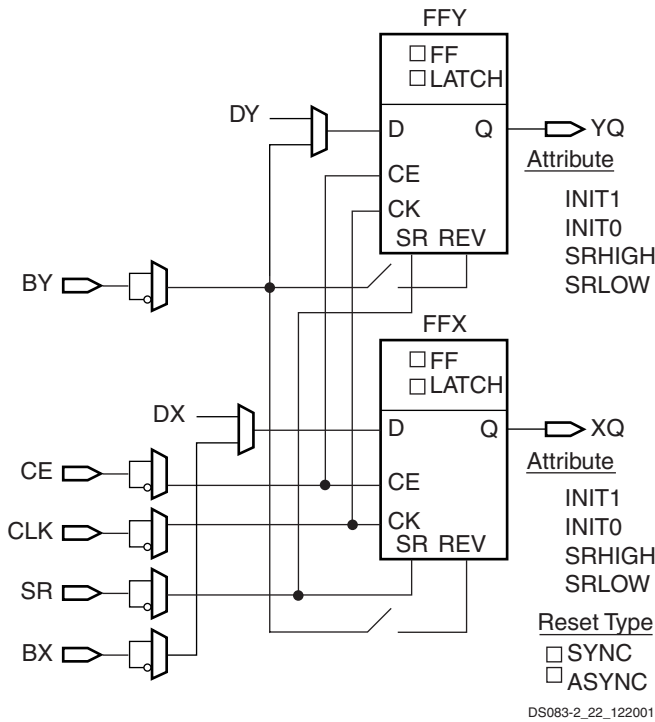 FFY
FF
LATCH
DY
D Q
YQ
CE
CK
SR REV
Attribute
INIT1
INIT0
SRHIGH
SRLOW
BY
FFX
FF
LATCH
DX
D Q
XQ
CE
CE
CLK
CK
SR REV
Attribute
INIT1
INIT0
SRHIGH
SRLOW
SR
BX
Reset Type
SYNC
ASYNC
DS083-2_22_122001